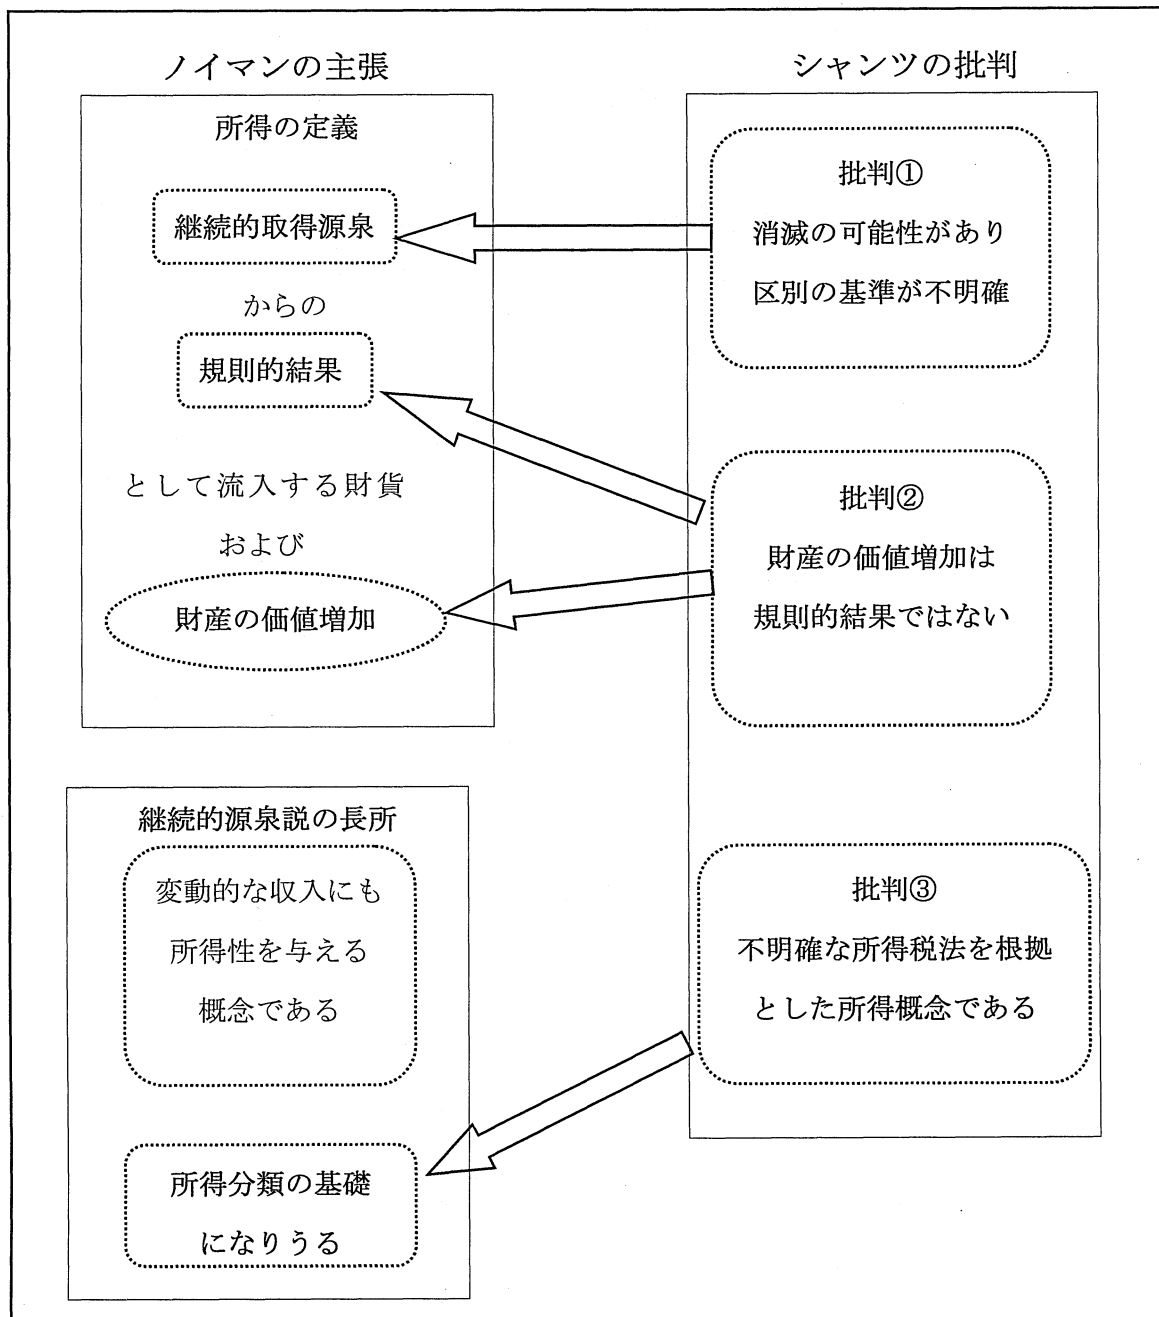 ノイマンの主張
所得の定義
継続的取得源泉
からの
規則的結果
として流入する財貨
および
財産の価値増加
継続的源泉説の長所
変動的な収入にも
所得性を与える
概念である
所得分類の基礎
になりうる
シャンツの批判
批判①
消滅の可能性があり
区別の基準が不明確
批判②
財産の価値増加は
規則的結果ではない
批判③
不明確な所得税法を根拠
とした所得概念である